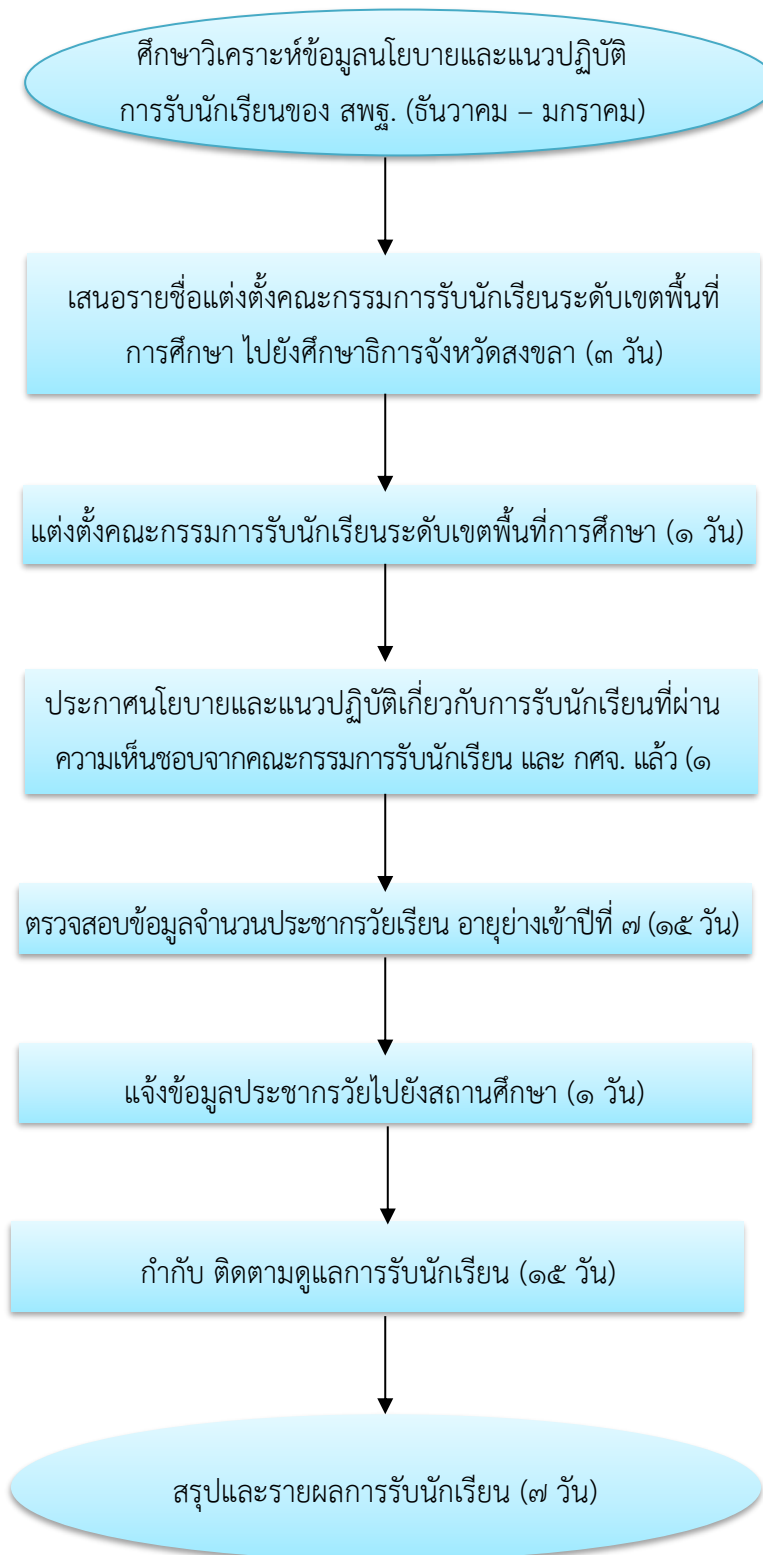 ศึกษาวิเคราะห์ข้อมูลนโยบายและแนวปฏิบัติ
การรับนักเรียนของ สพฐ. (ธันวาคม – มกราคม)
เสนอรายชื่อแต่งตั้งคณะกรรมการรับนักเรียนระดับเขตพื้นที่
การศึกษา ไปยังศึกษาธิการจังหวัดสงขลา (๓ วัน)
แต่งตั้งคณะกรรมการรับนักเรียนระดับเขตพื้นที่การศึกษา (๑ วัน)
ประกาศนโยบายและแนวปฏิบัติเกี่ยวกับการรับนักเรียนที่ผ่าน
ความเห็นชอบจากคณะกรรมการรับนักเรียน และ กศจ. แล้ว (๑
ตรวจสอบข้อมูลจำนวนประชากรวัยเรียน อายุย่างเข้าปีที่ ๗ (๑๕ วัน)
แจ้งข้อมูลประชากรวัยไปยังสถานศึกษา (๑ วัน)
กำกับ ติดตามดูแลการรับนักเรียน (๑๕ วัน)
สรุปและรายผลการรับนักเรียน (๗ วัน)